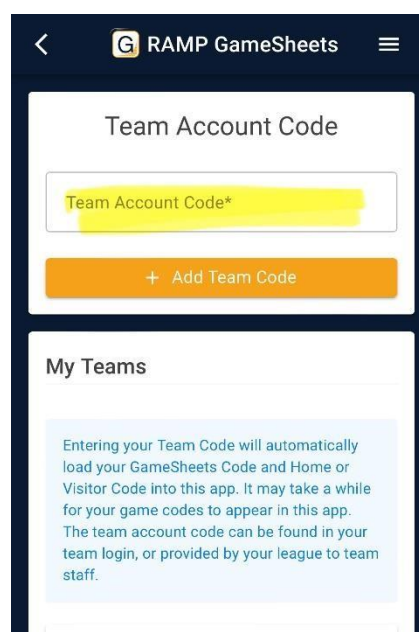 G RAMP GameSheets
Team Account Code
Team Account Code*
+ Add Team Code
My Teams
Entering your Team Code will automatically
load your GameSheets Code and Home or
Visitor Code into this app. It may take a while
for your game codes to appear in this app.
The team account code can be found in your
team login, or provided by your league to team
staff.